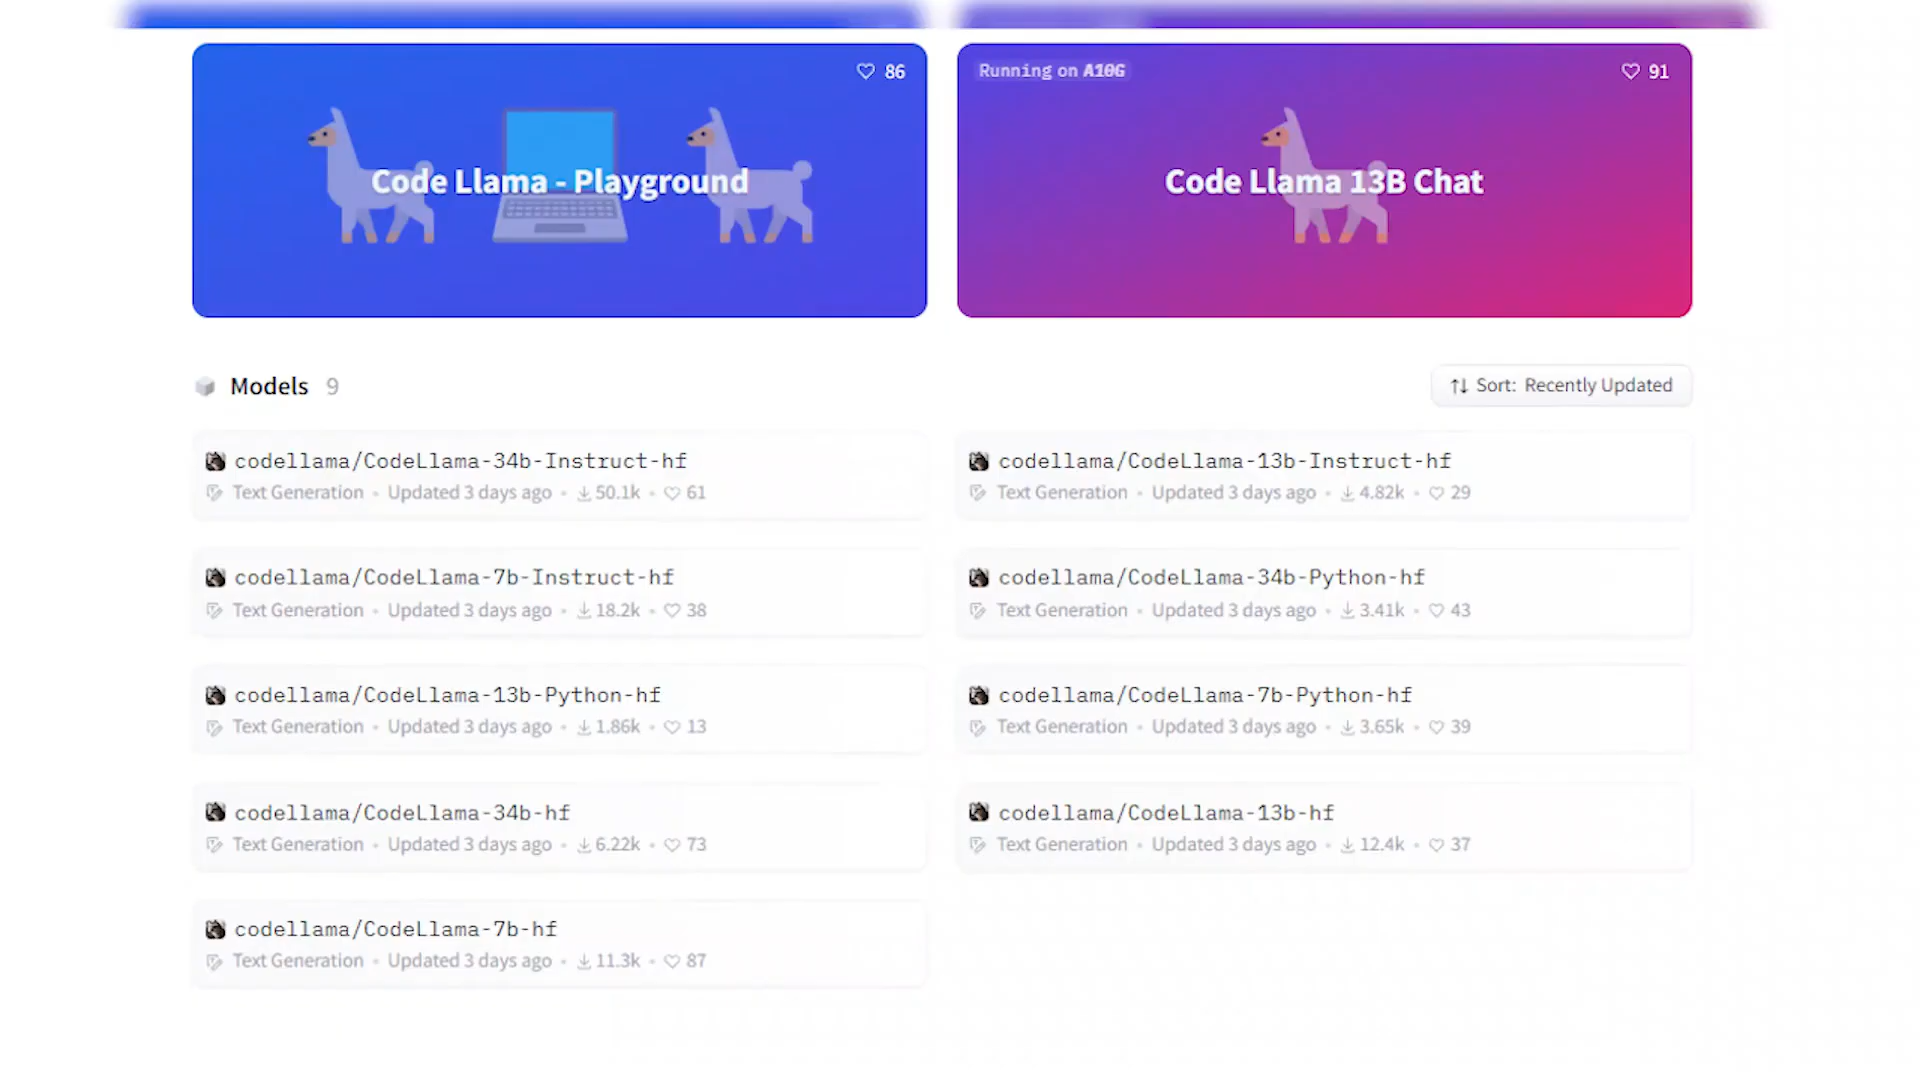 86
Code Llama - Playground
Running on A10G
91
Code Llama 13B Chat
Models 9
Sort: Recently Updated
codellama/CodeLlama-34b-Instruct-hf
Text Generation • Updated 3 days ago • 50.1k • 61
codellama/CodeLlama-13b-Instruct-hf
Text Generation • Updated 3 days ago • 4.82k • 29
codellama/CodeLlama-7b-Instruct-hf
Text Generation • Updated 3 days ago • 18.2k • 38
codellama/CodeLlama-34b-Python-hf
Text Generation • Updated 3 days ago • 3.41k • 43
codellama/CodeLlama-13b-Python-hf
Text Generation • Updated 3 days ago • 1.86k • 13
codellama/CodeLlama-7b-Python-hf
Text Generation • Updated 3 days ago • 3.65k • 39
codellama/CodeLlama-34b-hf
Text Generation • Updated 3 days ago • 6.22k • 73
codellama/CodeLlama-13b-hf
Text Generation • Updated 3 days ago • 12.4k • 37
codellama/CodeLlama-7b-hf
Text Generation • Updated 3 days ago • 11.3k • 87